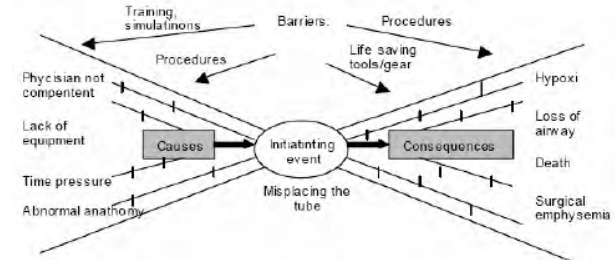 Training,
simulatinons
Barriers:
Procedures
Procedures
Life saving
tools/gear
Phycisian not
compentent
Hypoxi
Lack of
equipment
Loss of
airway
Causes
Initiatinting
event
Consequences
Time pressure
Misplacing the
tube
Death
Abnormal anathomy
Surgical
emphysemia